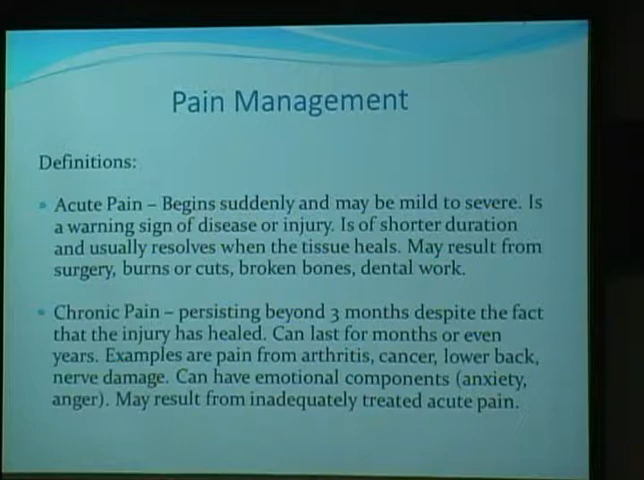 Pain Management
Definitions:
• Acute Pain – Begins suddenly and may be mild to severe. Is
a warning sign of disease or injury. Is of shorter duration
and usually resolves when the tissue heals. May result from
surgery, burns or cuts, broken bones, dental work.
• Chronic Pain – persisting beyond 3 months despite the fact
that the injury has healed. Can last for months or even
years. Examples are pain from arthritis, cancer, lower back,
nerve damage. Can have emotional components (anxiety,
anger). May result from inadequately treated acute pain.